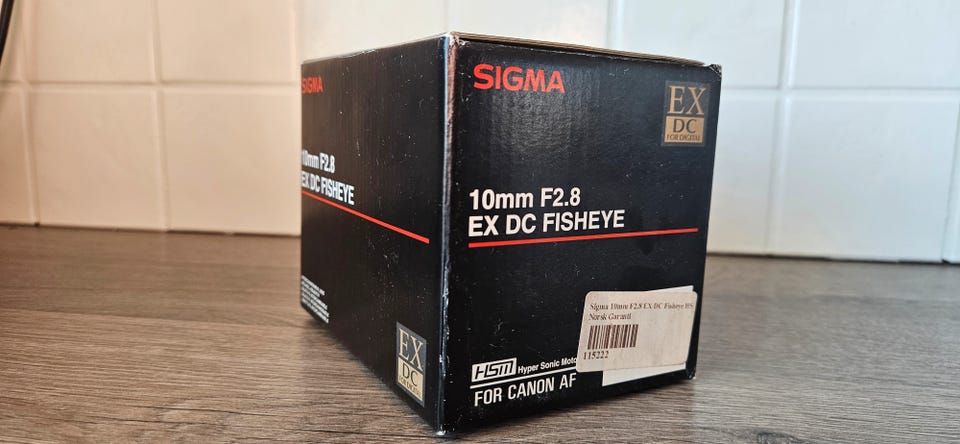 SIGMA
10mm F2.8
EX DC FISHEYE
EX
DC
SIGMA
EX
DC
FOR DIGITAL
10mm F2.8
EX DC FISHEYE
Sigma 10mm F2.8 EX DC Fisheye HS
Norsk Garanti
115222
HSM Hyper Sonic Moto
FOR CANON AF